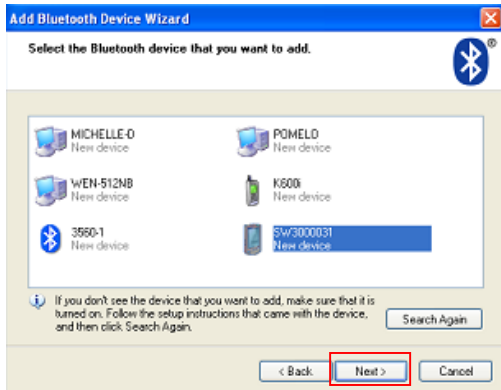 Add Bluetooth Device Wizard
Select the Bluetooth device that you want to add.
MICHELLE-D
New device
POMELO
New device
WEN-512NB
New device
K600i
New device
3560-1
New device
SW3000031
New device
If you don't see the device that you want to add, make sure that it is
turned on. Follow the setup instructions that came with the device,
and then click Search Again.
Search Again
< Back
Next >
Cancel